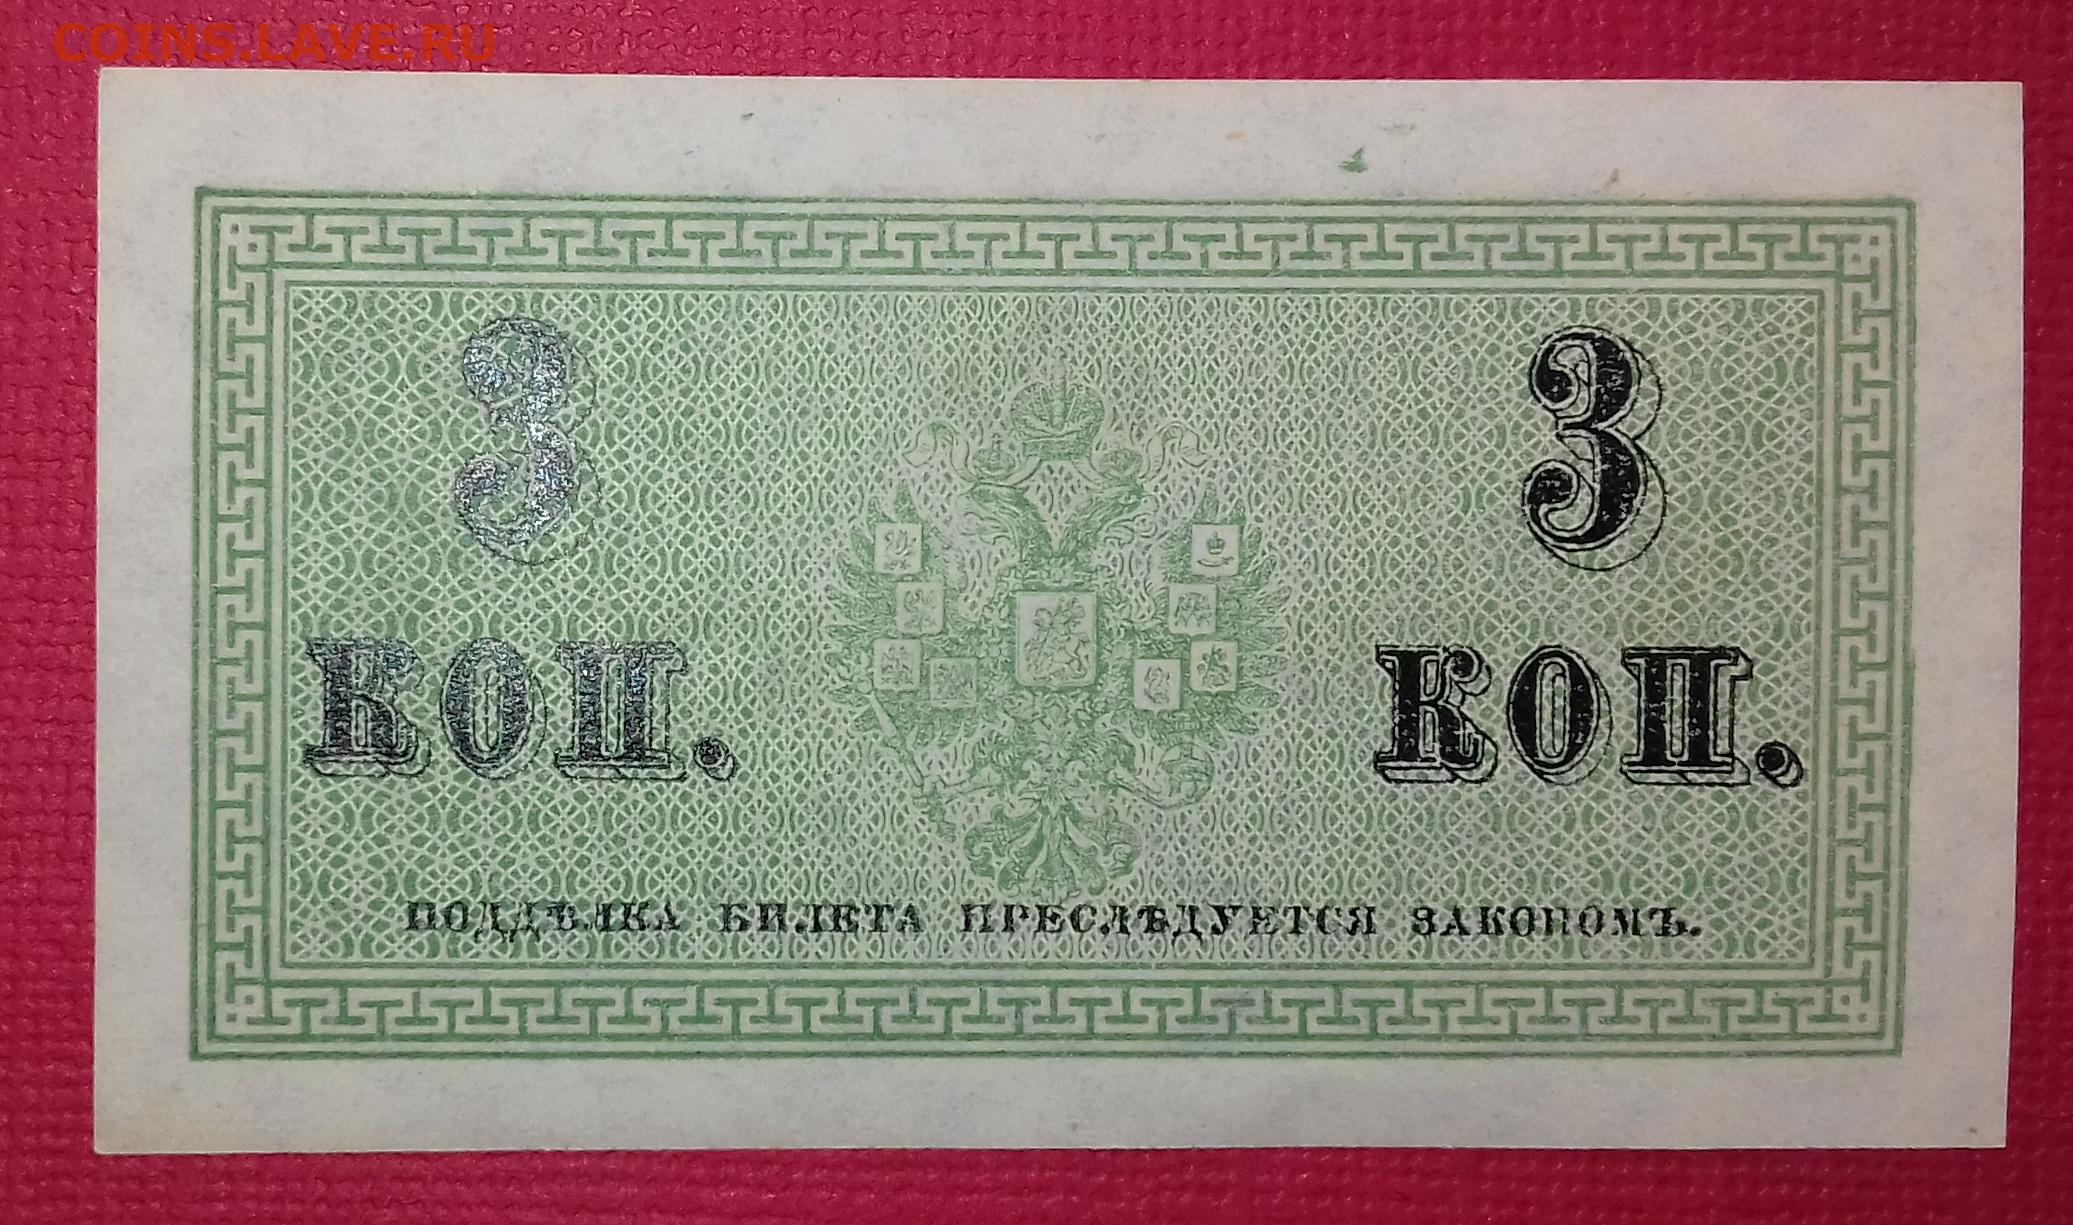 COINS.LAVE.RU
3 3
КОП. КОП.
ПОДДѢЛКА БИЛЕТА ПРЕСЛѢДУЕТСЯ ЗАКОНОМЪ.